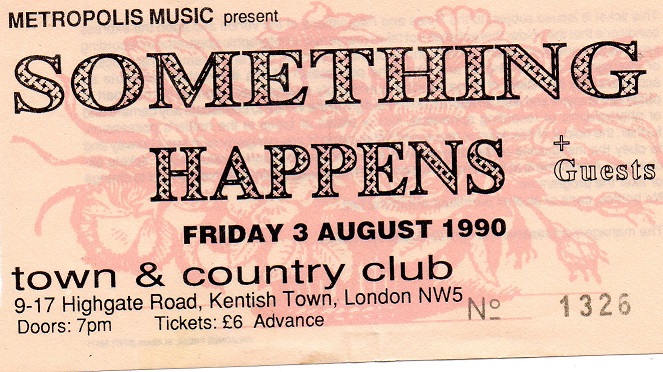 METROPOLIS MUSIC present
SOMETHING
HAPPENS
+
Guests
FRIDAY 3 AUGUST 1990
town & country club
9-17 Highgate Road, Kentish Town, London NW5
Doors: 7pm Tickets: £6 Advance
Nº 1326